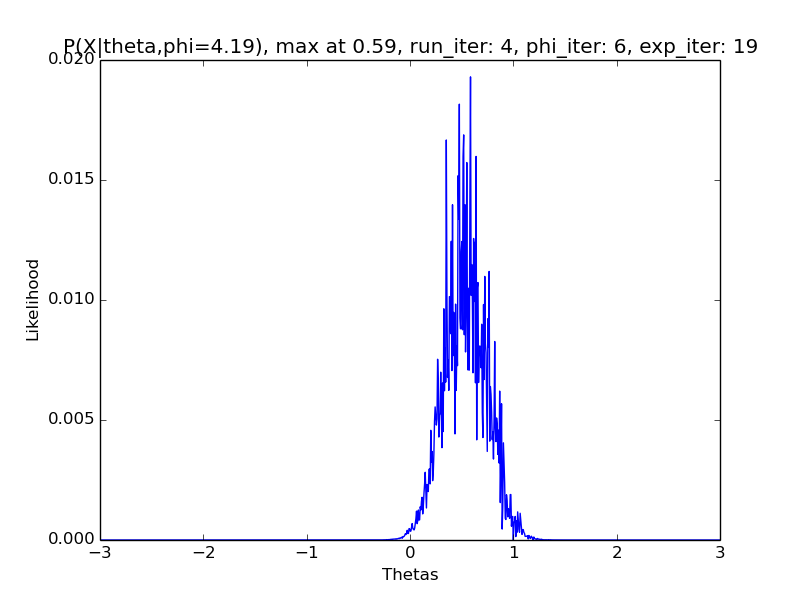 P(X|theta,phi=4.19), max at 0.59, run_iter: 4, phi_iter: 6, exp_iter: 19
0.020
0.015
0.010
0.005
0.000
Likelihood
−3 −2 −1 0 1 2 3
Thetas